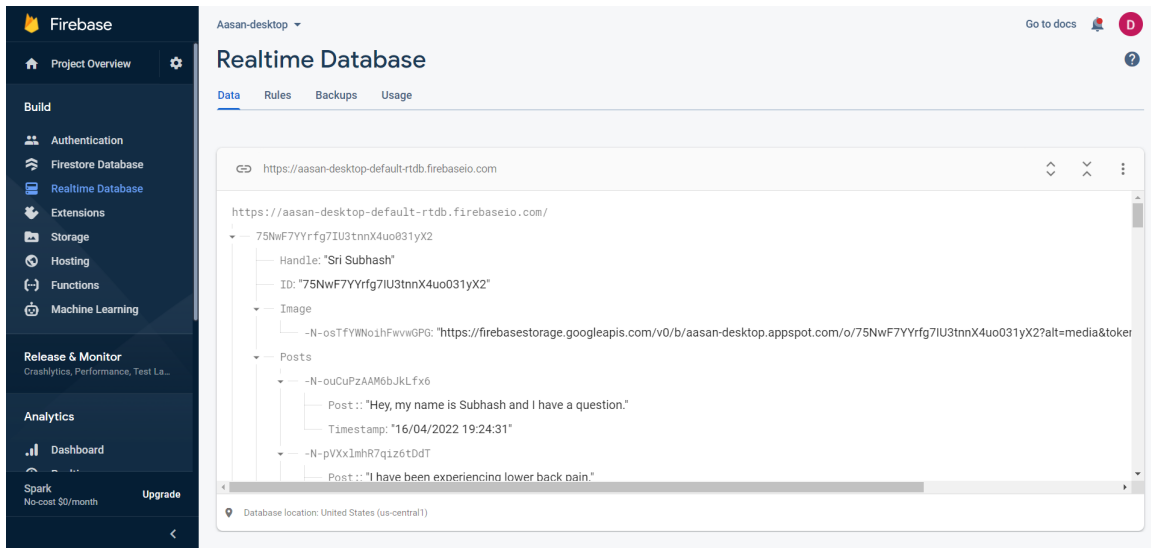 Firebase
Project Overview
Build
Authentication
Firestore Database
Realtime Database
Extensions
Storage
Hosting
Functions
Machine Learning
Release & Monitor
Crashlytics, Performance, Test La...
Analytics
Dashboard
Spark
No-cost $0/month
Upgrade
Aasan-desktop
Go to docs
D
Realtime Database
Data Rules Backups Usage
https://aasan-desktop-default-rtdb.firebaseio.com
https://aasan-desktop-default-rtdb.firebaseio.com/
75NwF7YYrfg7IU3tnnX4uo031yX2
Handle: "Sri Subhash"
ID: "75NwF7YYrfg7IU3tnnX4uo031yX2"
Image
-N-osTfYWNoihFwvwGPG: "https://firebasestorage.googleapis.com/v0/b/aasan-desktop.appspot.com/o/75NwF7YYrfg7IU3tnnX4uo031yX2?alt=media&token
Posts
-N-ouCuPzAAM6bJkLfx6
Post:: "Hey, my name is Subhash and I have a question."
Timestamp: "16/04/2022 19:24:31"
-N-pVXxlmhR7qiz6tDdT
Post:: "I have been experiencing lower back pain."
Database location: United States (us-central1)